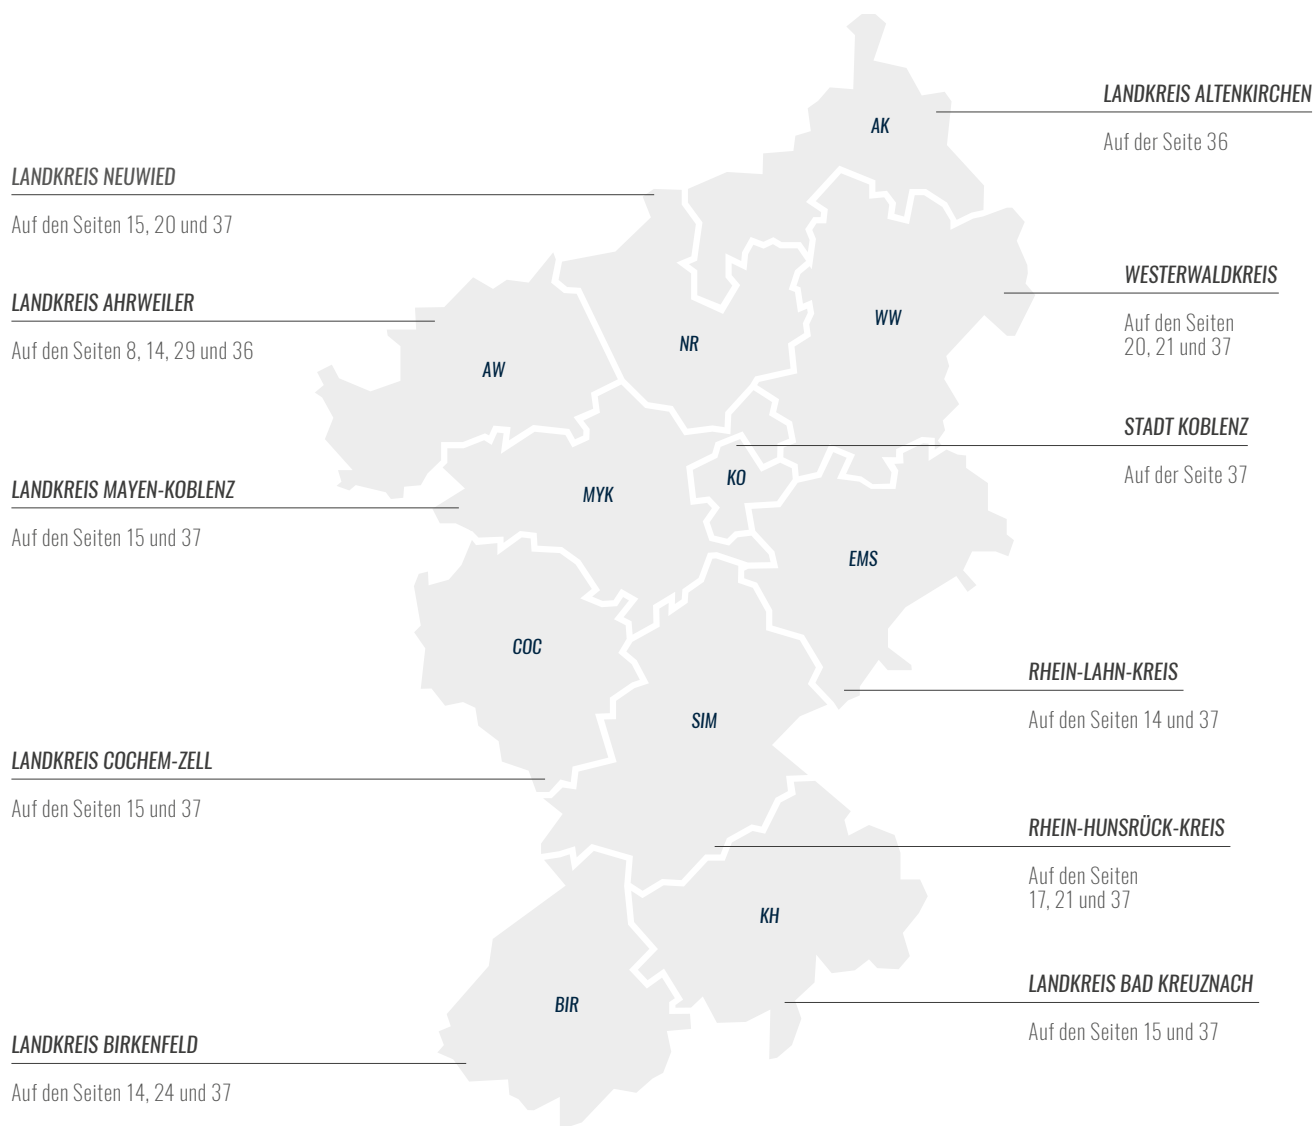 LANDKREIS ALTENKIRCHEN
Auf der Seite 36
AK
LANDKREIS NEUWIED
Auf den Seiten 15, 20 und 37
WESTERWALDKREIS
Auf den Seiten
20, 21 und 37
LANDKREIS AHRWEILER
Auf den Seiten 8, 14, 29 und 36
WW
NR
AW
STADT KOBLENZ
Auf der Seite 37
KO
LANDKREIS MAYEN-KOBLENZ
Auf den Seiten 15 und 37
MYK
EMS
COC
RHEIN-LAHN-KREIS
Auf den Seiten 14 und 37
SIM
LANDKREIS COCHEM-ZELL
Auf den Seiten 15 und 37
RHEIN-HUNSRÜCK-KREIS
Auf den Seiten
17, 21 und 37
KH
LANDKREIS BAD KREUZNACH
Auf den Seiten 15 und 37
BIR
LANDKREIS BIRKENFELD
Auf den Seiten 14, 24 und 37